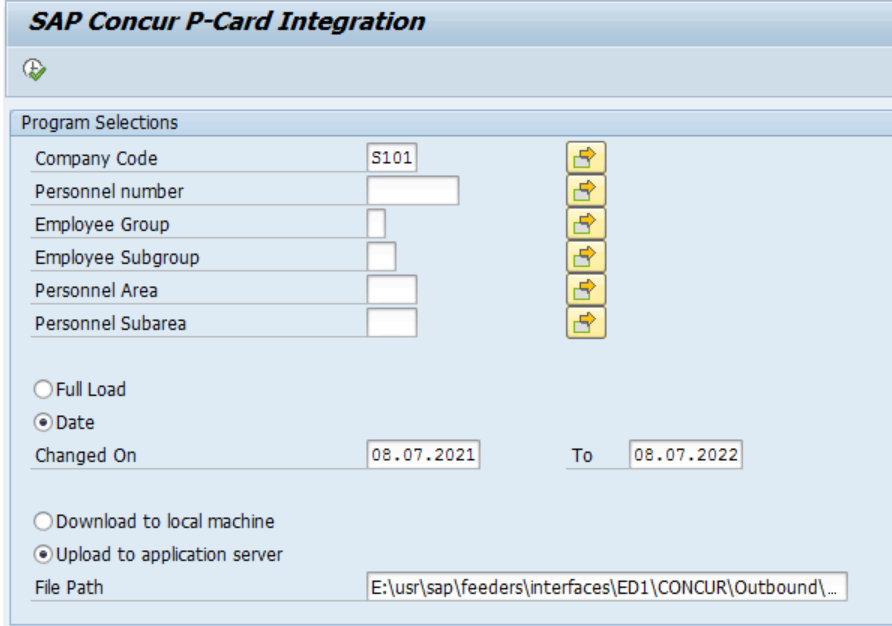 SAP Concur P-Card Integration
Program Selections
Company Code S101
Personnel number
Employee Group
Employee Subgroup
Personnel Area
Personnel Subarea
Full Load
Date
Changed On 08.07.2021 To 08.07.2022
Download to local machine
Upload to application server
File Path E:\usr\sap\feeders\interfaces\ED1\CONCUR\Outbound\...